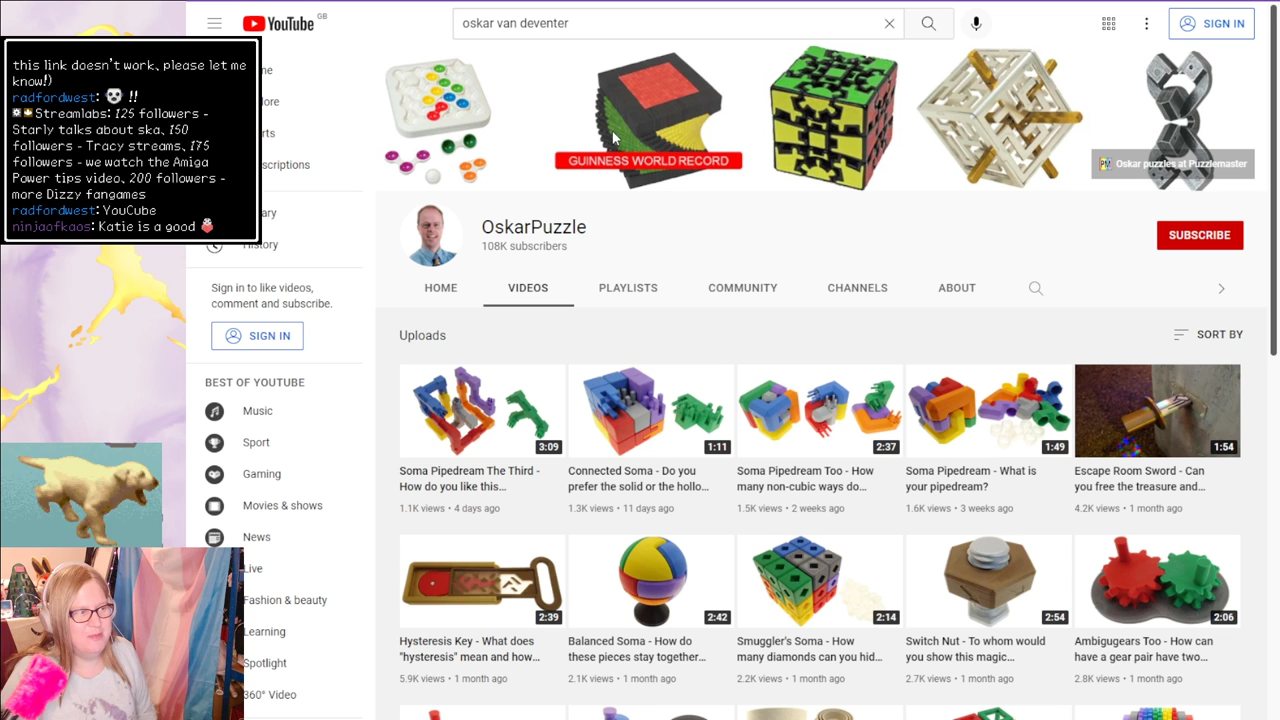 YouTube GB
oskar van deventer
SIGN IN
this link doesn't work, please let me
know!)
radfordwest: !!
Streamlabs: 125 followers -
Starly talks about ska, 150
followers - Tracy streams, 175
followers - we watch the Amiga
Power tips video, 200 followers -
more Dizzy fangames
radfordwest: YouCube
ninjaofkaos: Katie is a good
me
lore
rts
scriptions
ary
History
Sign in to like videos,
comment and subscribe.
SIGN IN
BEST OF YOUTUBE
Music
Sport
Gaming
Movies & shows
News
Live
Fashion & beauty
Learning
Spotlight
360° Video
GUINNESS WORLD RECORD
Oskar puzzles at Puzzlemaster
OskarPuzzle
108K subscribers
SUBSCRIBE
HOME
VIDEOS
PLAYLISTS
COMMUNITY
CHANNELS
ABOUT
Uploads
SORT BY
3:09
Soma Pipedream The Third -
How do you like this...
1.1K views • 4 days ago
1:11
Connected Soma - Do you
prefer the solid or the hollo...
1.3K views • 11 days ago
2:37
Soma Pipedream Too - How
many non-cubic ways do...
1.5K views • 2 weeks ago
1:49
Soma Pipedream - What is
your pipedream?
1.6K views • 3 weeks ago
1:54
Escape Room Sword - Can
you free the treasure and...
4.2K views • 1 month ago
2:39
Hysteresis Key - What does
"hysteresis" mean and how...
5.9K views • 1 month ago
2:42
Balanced Soma - How do
these pieces stay together...
2.1K views • 1 month ago
2:14
Smuggler's Soma - How
many diamonds can you hid...
2.2K views • 1 month ago
2:54
Switch Nut - To whom would
you show this magic...
2.7K views • 1 month ago
2:06
Ambigugears Too - How can
have a gear pair have two...
2.8K views • 1 month ago